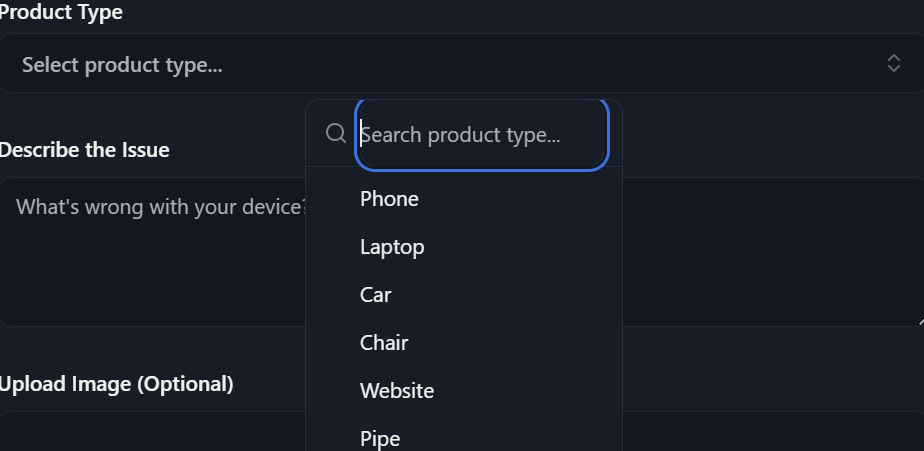 Product Type
Select product type...
Search product type...
Describe the Issue
What's wrong with your device?
Phone
Laptop
Car
Chair
Website
Pipe
Upload Image (Optional)